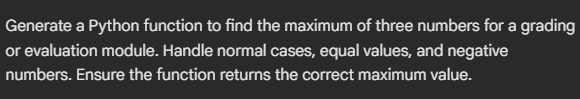 Generate a Python function to find the maximum of three numbers for a grading
or evaluation module. Handle normal cases, equal values, and negative
numbers. Ensure the function returns the correct maximum value.